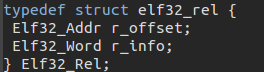 typedef struct elf32_rel {
 Elf32_Addr r_offset;
 Elf32_Word r_info;
} Elf32_Rel;